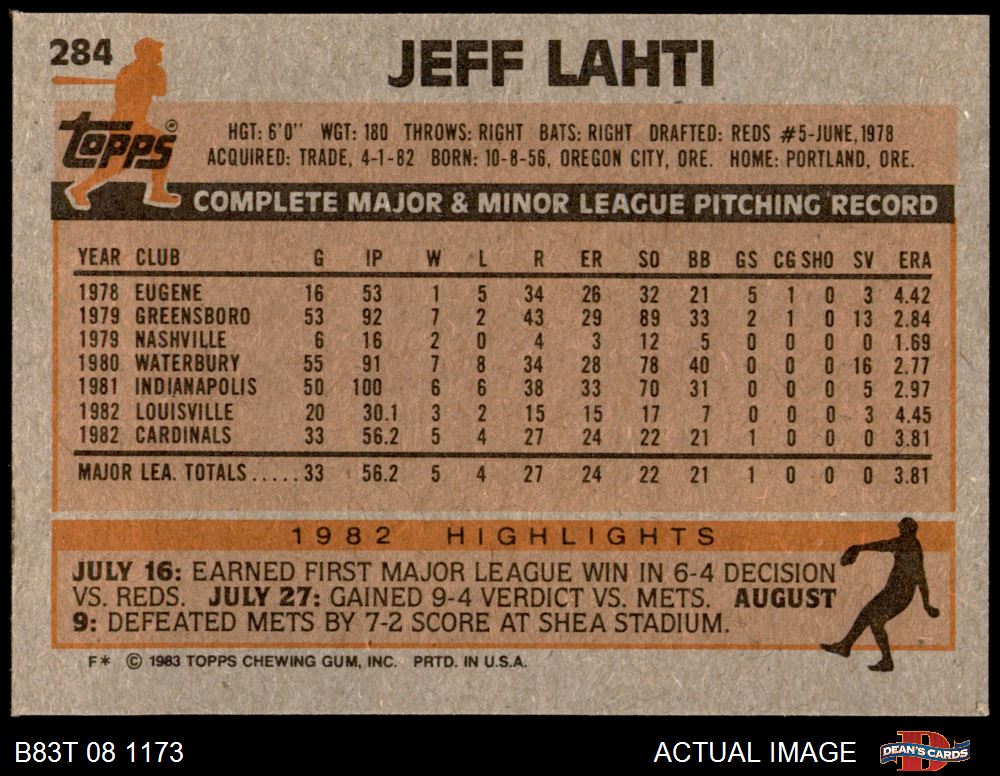 284
JEFF LAHTI
Topps®
HGT: 6'0" WGT: 180 THROWS: RIGHT BATS: RIGHT DRAFTED: REDS #5-JUNE, 1978
ACQUIRED: TRADE, 4-1-82 BORN: 10-8-56, OREGON CITY, ORE. HOME: PORTLAND, ORE.
COMPLETE MAJOR & MINOR LEAGUE PITCHING RECORD
YEAR CLUB G IP W L R ER SO BB GS CG SHO SV ERA
1978 EUGENE 16 53 1 5 34 26 32 21 5 1 0 3 4.42
1979 GREENSBORO 53 92 7 2 43 29 89 33 2 1 0 13 2.84
1979 NASHVILLE 6 16 2 0 4 3 12 5 0 0 0 0 1.69
1980 WATERBURY 55 91 7 8 34 28 78 40 0 0 0 16 2.77
1981 INDIANAPOLIS 50 100 6 6 38 33 70 31 0 0 0 5 2.97
1982 LOUISVILLE 20 30.1 3 2 15 15 17 7 0 0 0 3 4.45
1982 CARDINALS 33 56.2 5 4 27 24 22 21 1 0 0 0 3.81
MAJOR LEA. TOTALS.....33 56.2 5 4 27 24 22 21 1 0 0 0 3.81
1982 HIGHLIGHTS
JULY 16: EARNED FIRST MAJOR LEAGUE WIN IN 6-4 DECISION
VS. REDS. JULY 27: GAINED 9-4 VERDICT VS. METS. AUGUST
9: DEFEATED METS BY 7-2 SCORE AT SHEA STADIUM.
F* © 1983 TOPPS CHEWING GUM, INC. PRTD. IN U.S.A.
B83T 08 1173
ACTUAL IMAGE
DEAN'S CARDS